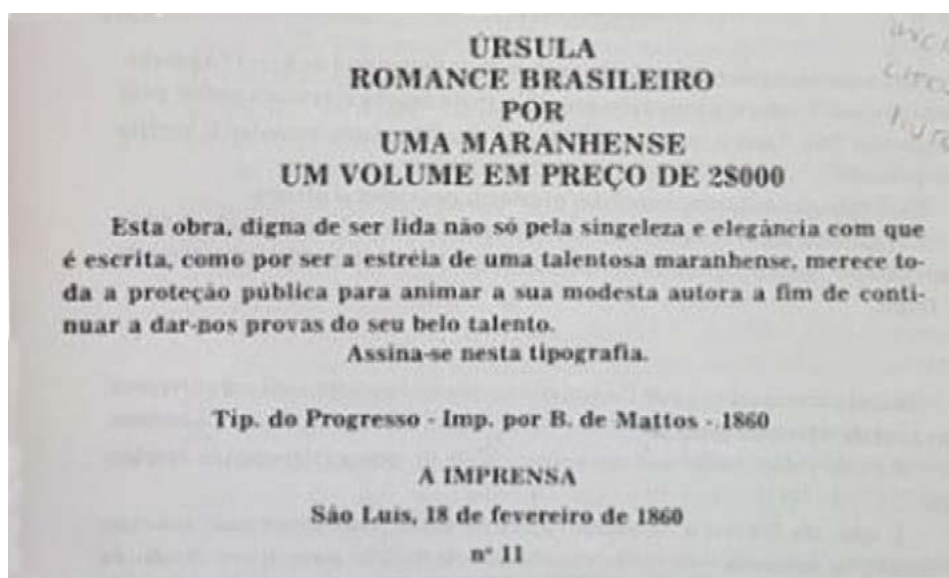 ÚRSULA
ROMANCE BRASILEIRO
POR
UMA MARANHENSE
UM VOLUME EM PREÇO DE 2$000
Esta obra, digna de ser lida não só pela singeleza e elegância com que
é escrita, como por ser a estréia de uma talentosa maranhense, merece to-
da a proteção pública para animar a sua modesta autora a fim de conti-
nuar a dar-nos provas do seu belo talento.
Assina-se nesta tipografia.
Tip. do Progresso - Imp. por B. de Mattos - 1860
A IMPRENSA
São Luís, 18 de fevereiro de 1860
nº 11